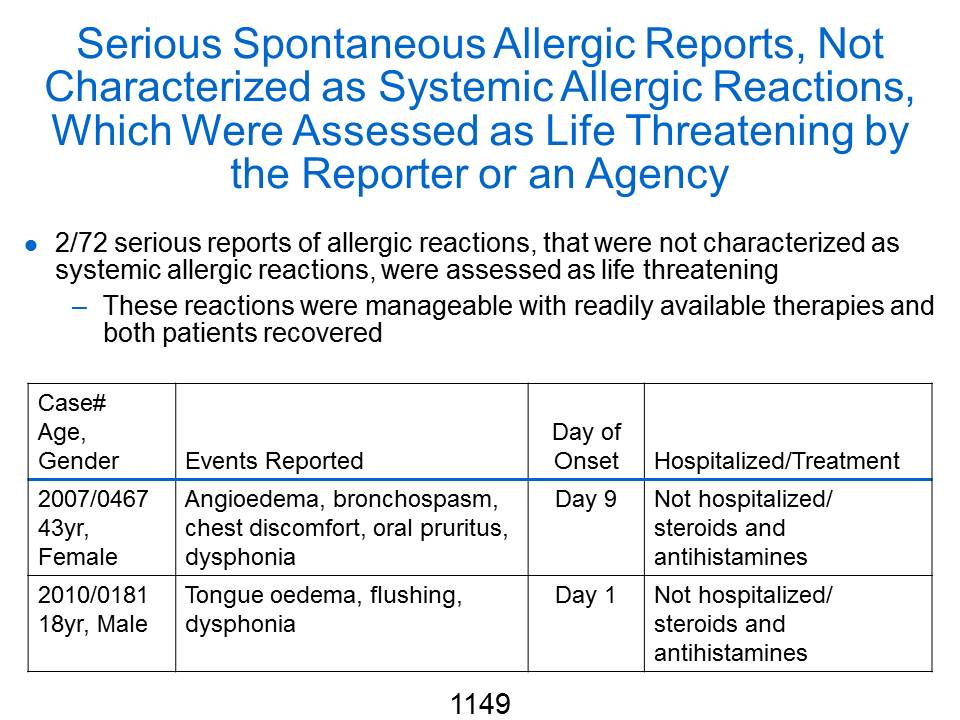 Serious Spontaneous Allergic Reports, Not
Characterized as Systemic Allergic Reactions,
Which Were Assessed as Life Threatening by
the Reporter or an Agency
● 2/72 serious reports of allergic reactions, that were not characterized as
systemic allergic reactions, were assessed as life threatening
– These reactions were manageable with readily available therapies and
both patients recovered
Case#
Age,
Gender
Events Reported
Day of
Onset
Hospitalized/Treatment
2007/0467
43yr,
Female
Angioedema, bronchospasm,
chest discomfort, oral pruritus,
dysphonia
Day 9
Not hospitalized/
steroids and
antihistamines
2010/0181
18yr, Male
Tongue oedema, flushing,
dysphonia
Day 1
Not hospitalized/
steroids and
antihistamines
1149